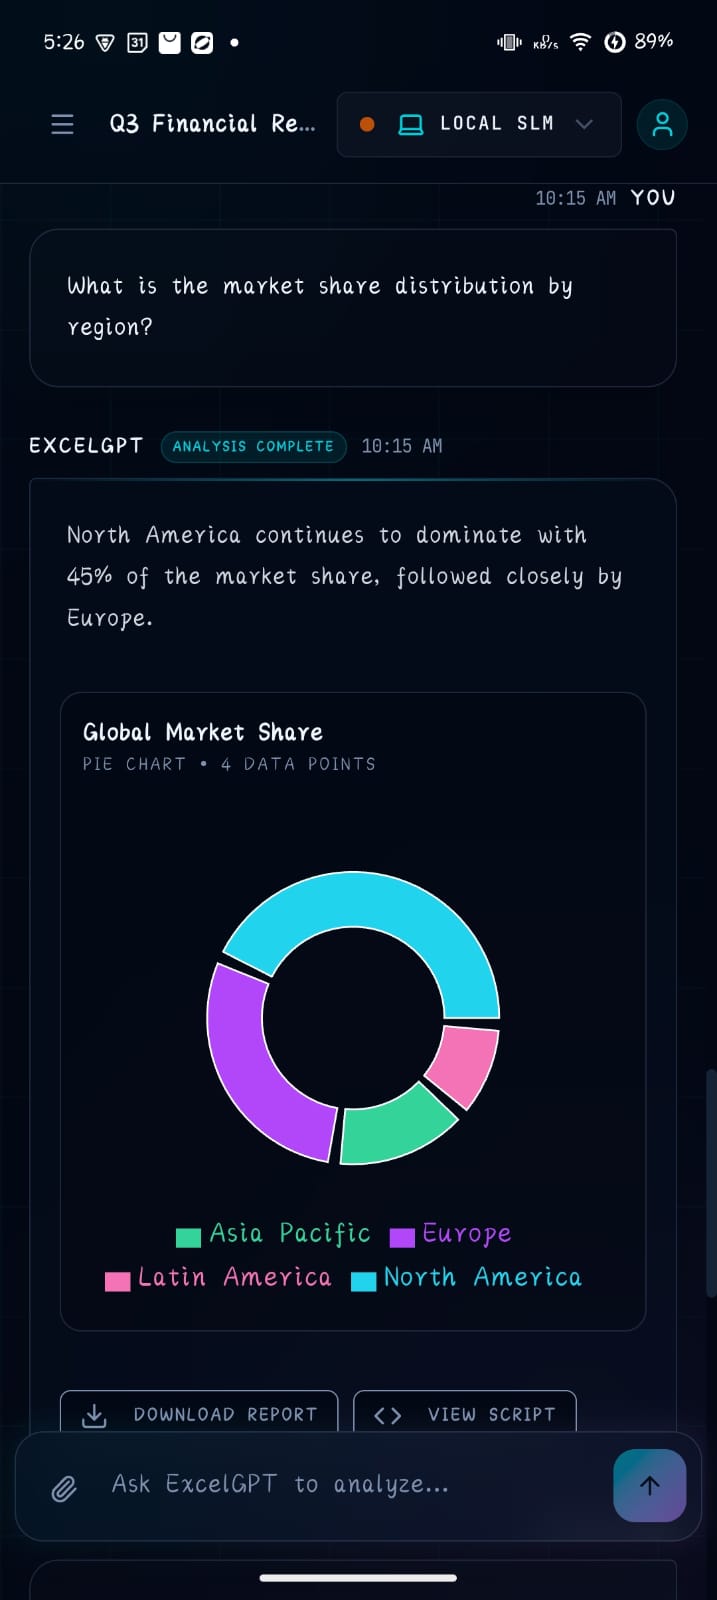 5:26 31 KB/s 89%
Q3 Financial Re... LOCAL SLM
10:15 AM YOU
What is the market share distribution by
region?
EXCELGPT ANALYSIS COMPLETE 10:15 AM
North America continues to dominate with
45% of the market share, followed closely by
Europe.
Global Market Share
PIE CHART • 4 DATA POINTS
Asia Pacific Europe
Latin America North America
DOWNLOAD REPORT VIEW SCRIPT
Ask ExcelGPT to analyze...